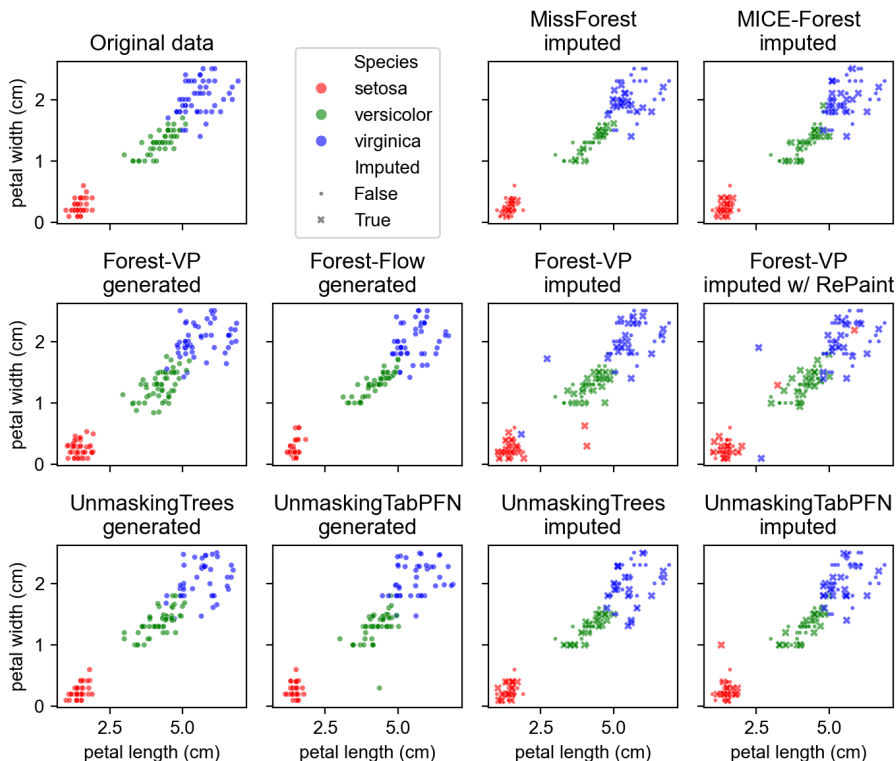 Original data
MissForest
imputed
MICE-Forest
imputed
petal width (cm)
2
1
0
Species
setosa
versicolor
virginica
Imputed
False
True
Forest-VP
generated
Forest-Flow
generated
Forest-VP
imputed
Forest-VP
imputed w/ RePaint
petal width (cm)
2
1
0
UnmaskingTrees
generated
UnmaskingTabPFN
generated
UnmaskingTrees
imputed
UnmaskingTabPFN
imputed
petal width (cm)
2
1
0
2.5 5.0
2.5 5.0
2.5 5.0
2.5 5.0
petal length (cm)
petal length (cm)
petal length (cm)
petal length (cm)